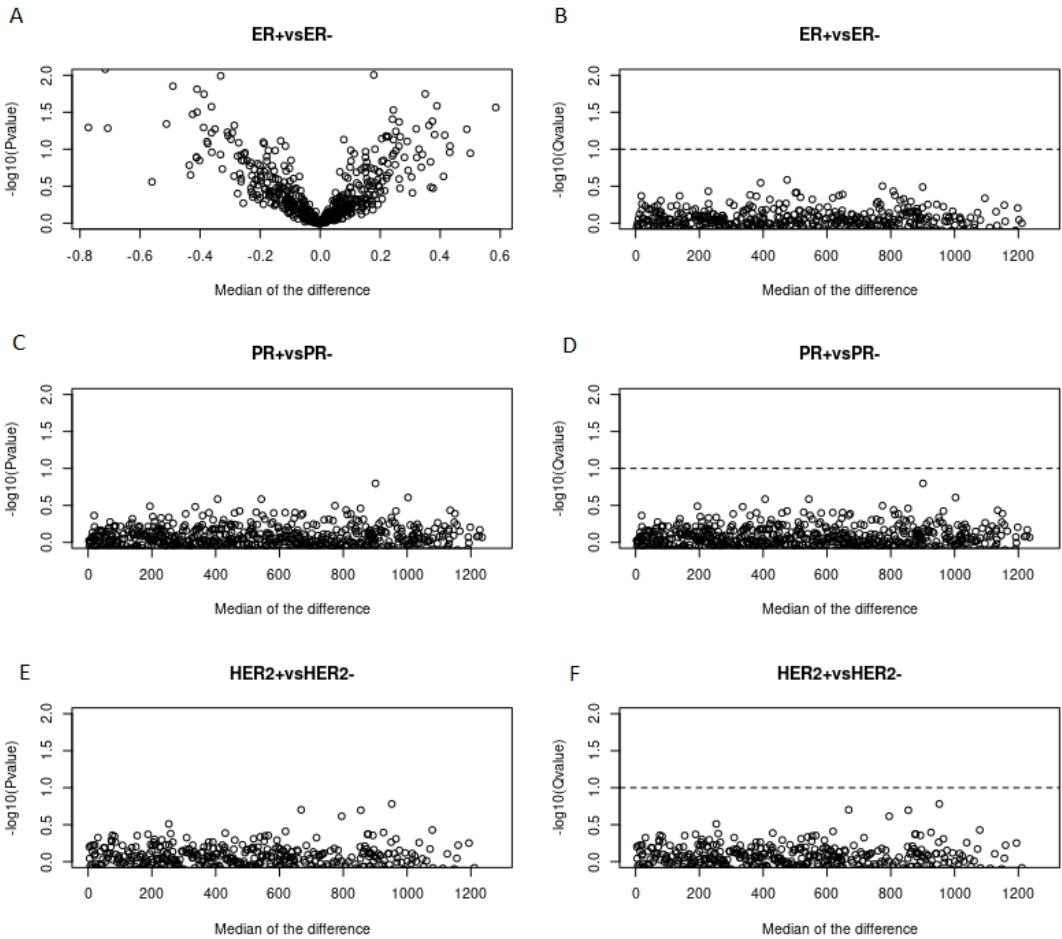 A
ER+vsER-
-log10(Pvalue)
0.0 0.5 1.0 1.5 2.0
-0.8 -0.6 -0.4 -0.2 0.0 0.2 0.4 0.6
Median of the difference
B
ER+vsER-
-log10(Qvalue)
0.0 0.5 1.0 1.5 2.0
0 200 400 600 800 1000 1200
Median of the difference
C
PR+vsPR-
-log10(Pvalue)
0.0 0.5 1.0 1.5 2.0
0 200 400 600 800 1000 1200
Median of the difference
D
PR+vsPR-
-log10(Qvalue)
0.0 0.5 1.0 1.5 2.0
0 200 400 600 800 1000 1200
Median of the difference
E
HER2+vsHER2-
-log10(Pvalue)
0.0 0.5 1.0 1.5 2.0
0 200 400 600 800 1000 1200
Median of the difference
F
HER2+vsHER2-
-log10(Qvalue)
0.0 0.5 1.0 1.5 2.0
0 200 400 600 800 1000 1200
Median of the difference